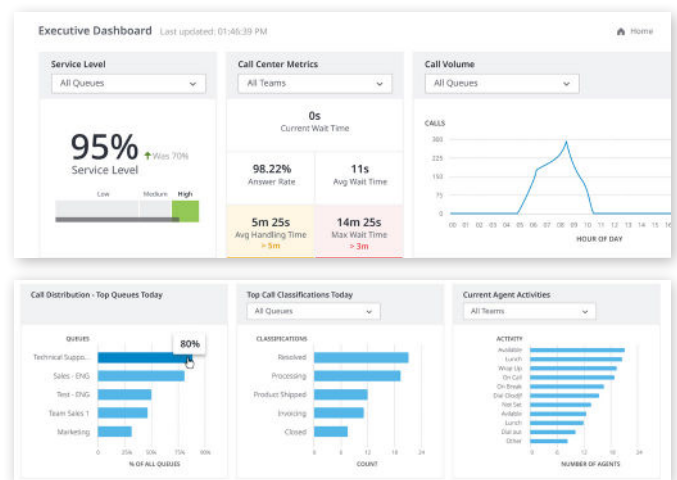 Executive Dashboard Last updated: 01:46:39 PM
Home
Service Level
All Queues
95%
Was 70%
Service Level
Low Medium High
Call Center Metrics
All Teams
0s
Current Wait Time
98.22%
Answer Rate
11s
Avg Wait Time
5m 25s
Avg Handling Time
> 5m
14m 25s
Max Wait Time
> 3m
Call Volume
All Queues
CALLS
300
225
150
75
0
00 01 02 03 04 05 06 07 08 09 10 11 12 13 14 15 16
HOUR OF DAY
Call Distribution - Top Queues Today
QUEUES
80%
Technical Suppo...
Sales - ENG
Test - ENG
Team Sales 1
Marketing
0 25% 50% 75%
% OF ALL QUEUES
Top Call Classifications Today
All Queues
CLASSIFICATIONS
Resolved
Processing
Product Shipped
Invoicing
Closed
6 12 18 24
COUNT
Current Agent Activities
All Teams
ACTIVITY
Available
Lunch
Wrap Up
On Call
On Break
Not Set
Lunch
Dial out
Other
0 6 12 18 24
NUMBER OF AGENTS